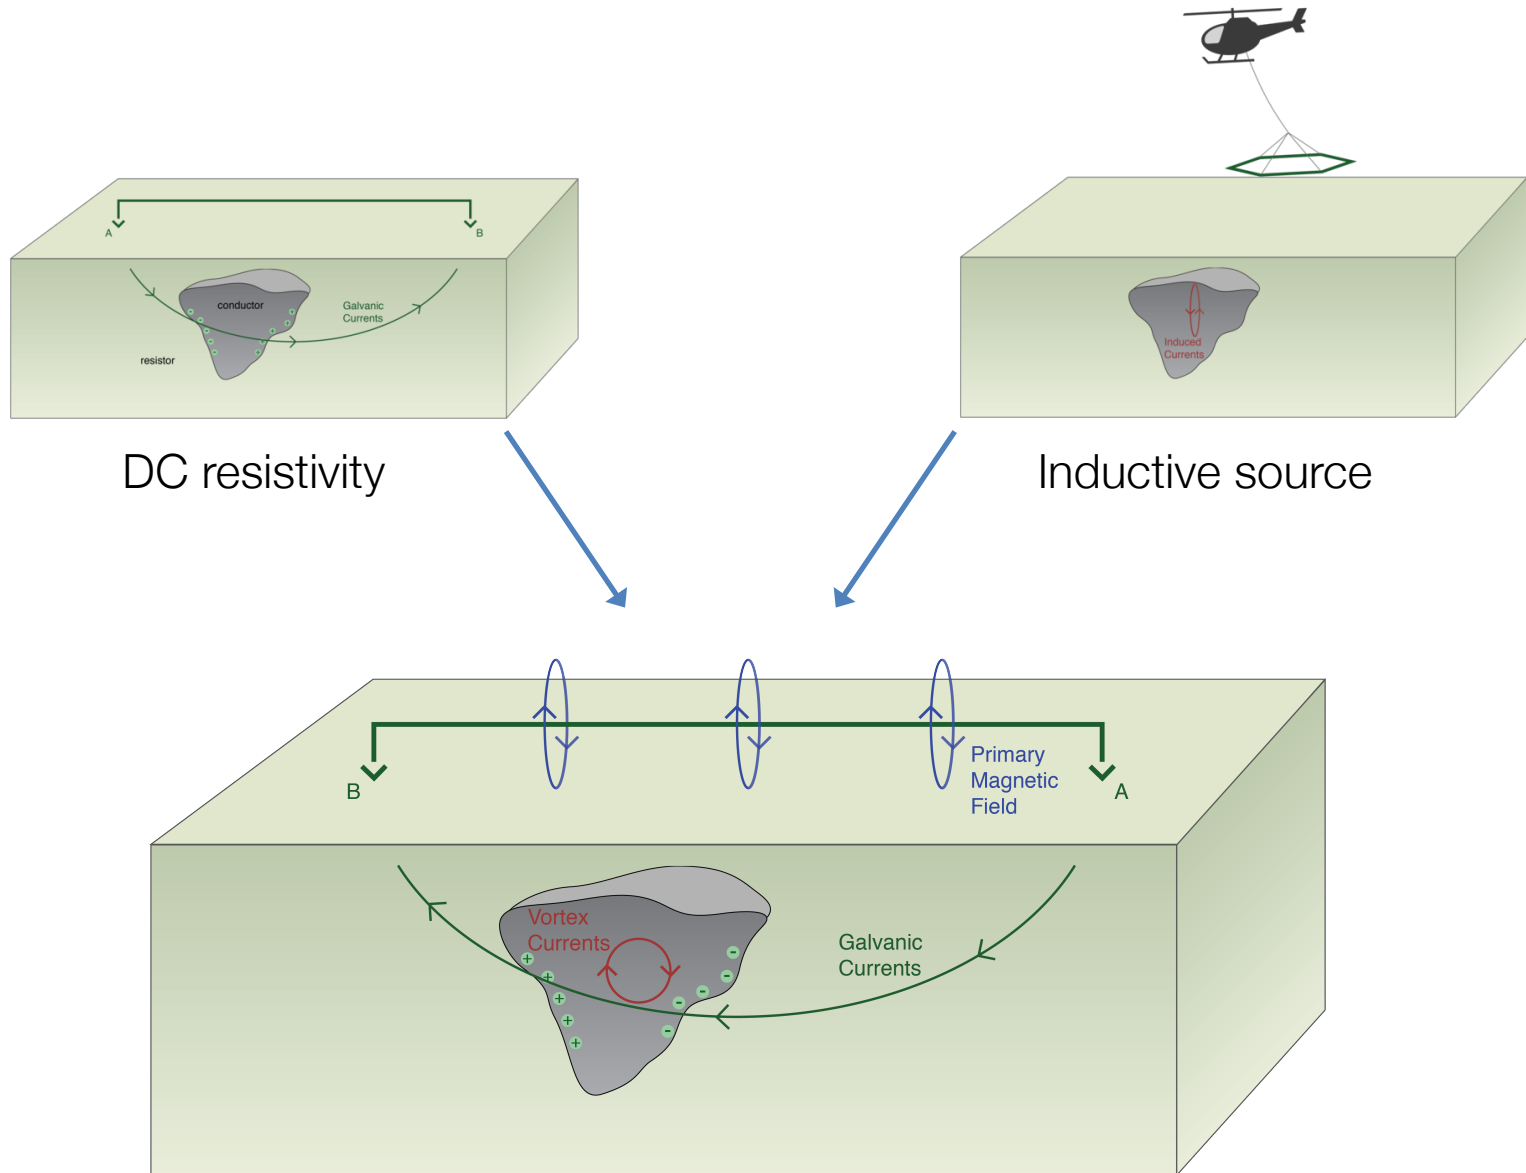 A
B
conductor
Galvanic
Currents
resistor
Induced
Currents
DC resistivity
Inductive source
Primary
Magnetic
Field
B
A
Vortex
Currents
Galvanic
Currents